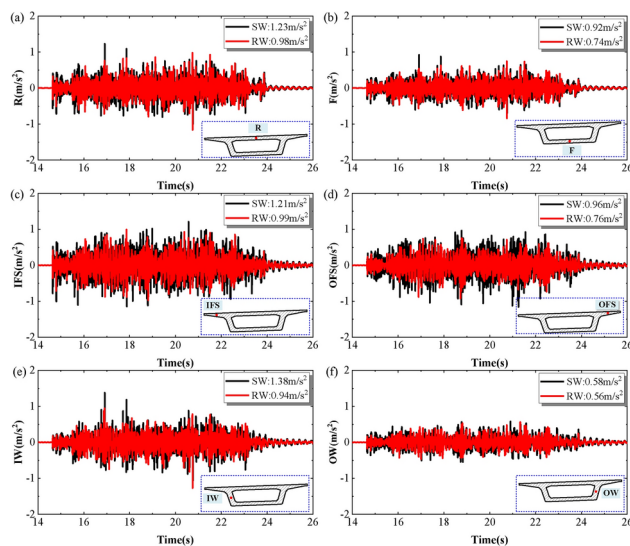 (a)
SW:1.23m/s²
RW:0.98m/s²
R(m/s²)
2
1
0
-1
-2
R
14 16 18 20 22 24 26
Time(s)
(b)
SW:0.92m/s²
RW:0.74m/s²
F(m/s²)
2
1
0
-1
-2
F
14 16 18 20 22 24 26
Time(s)
(c)
SW:1.21m/s²
RW:0.99m/s²
IFS(m/s²)
2
1
0
-1
-2
IFS
14 16 18 20 22 24 26
Time(s)
(d)
SW:0.96m/s²
RW:0.76m/s²
OFS(m/s²)
2
1
0
-1
-2
OFS
14 16 18 20 22 24 26
Time(s)
(e)
SW:1.38m/s²
RW:0.94m/s²
IW(m/s²)
2
1
0
-1
-2
IW
14 16 18 20 22 24 26
Time(s)
(f)
SW:0.58m/s²
RW:0.56m/s²
OW(m/s²)
2
1
0
-1
-2
OW
14 16 18 20 22 24 26
Time(s)